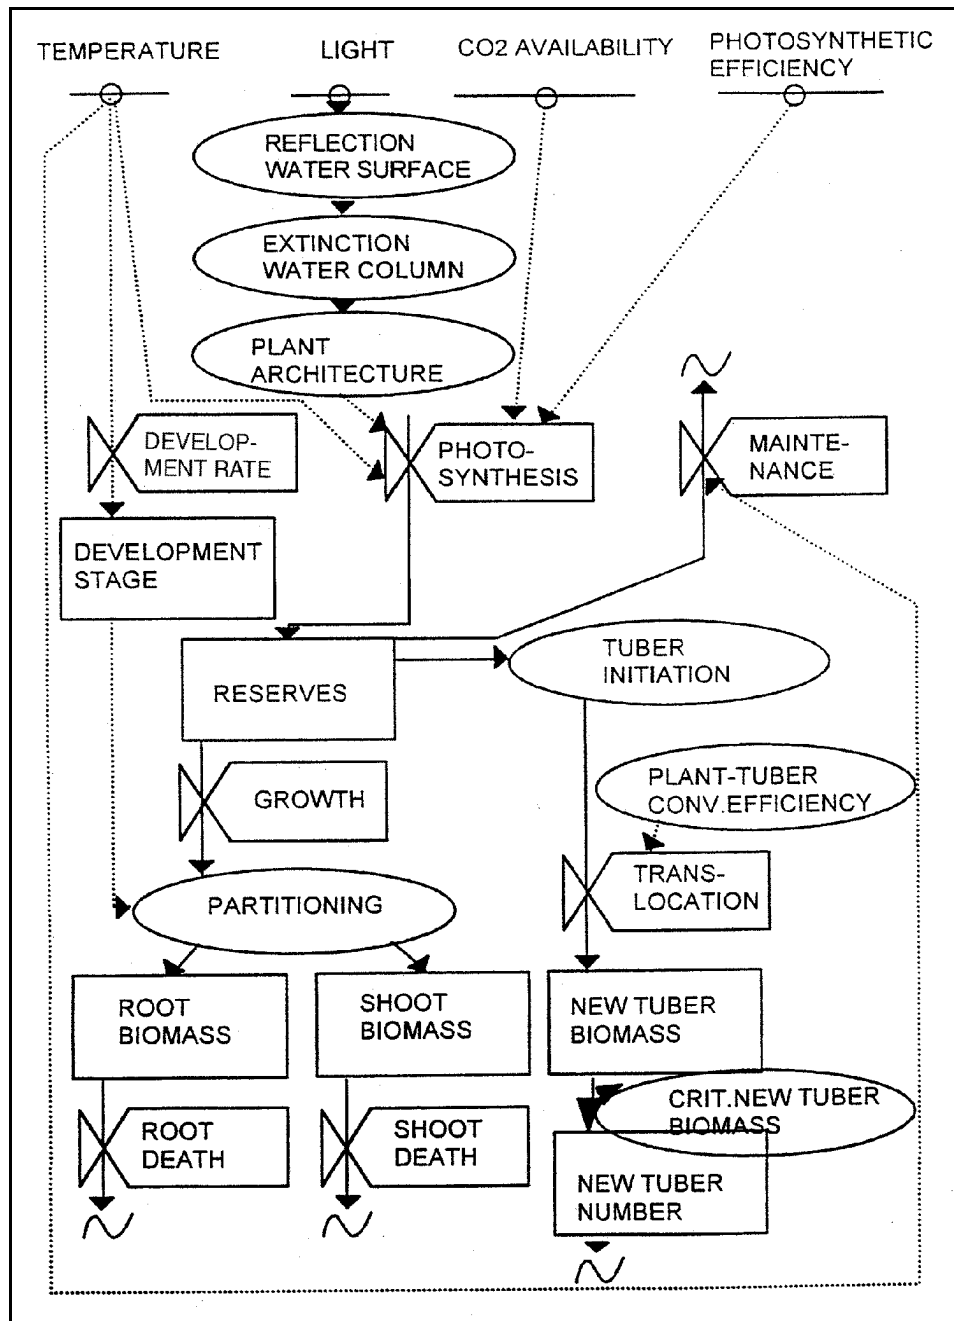 TEMPERATURE
LIGHT
CO2 AVAILABILITY
PHOTOSYNTHETIC
EFFICIENCY
REFLECTION
WATER SURFACE
EXTINCTION
WATER COLUMN
PLANT
ARCHITECTURE
DEVELOP-
MENT RATE
PHOTO-
SYNTHESIS
MAINTE-
NANCE
DEVELOPMENT
STAGE
RESERVES
TUBER
INITIATION
GROWTH
PLANT-TUBER
CONV.EFFICIENCY
TRANS-
LOCATION
PARTITIONING
ROOT
BIOMASS
SHOOT
BIOMASS
NEW TUBER
BIOMASS
CRIT.NEW TUBER
BIOMASS
ROOT
DEATH
SHOOT
DEATH
NEW TUBER
NUMBER